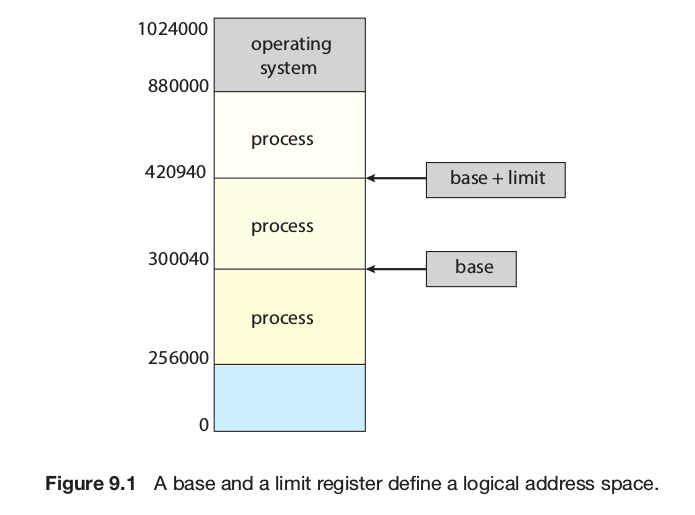 1024000
operating
system
880000
process
420940
base + limit
process
300040
base
process
256000
0
Figure 9.1 A base and a limit register define a logical address space.